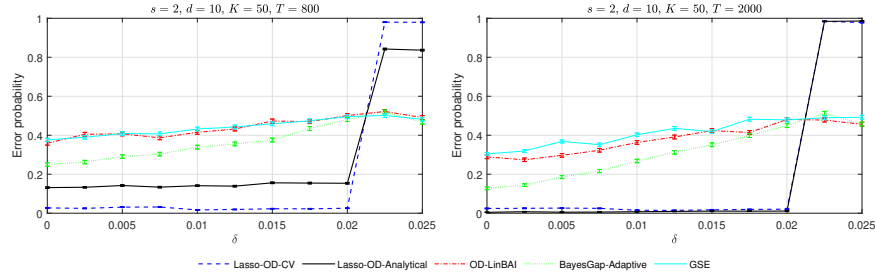 s = 2, d = 10, K = 50, T = 800
Error probability
1
0.8
0.6
0.4
0.2
0
0 0.005 0.01 0.015 0.02 0.025
δ
s = 2, d = 10, K = 50, T = 2000
Error probability
1
0.8
0.6
0.4
0.2
0
0 0.005 0.01 0.015 0.02 0.025
δ
Lasso-OD-CV Lasso-OD-Analytical OD-LinBAI BayesGap-Adaptive GSE